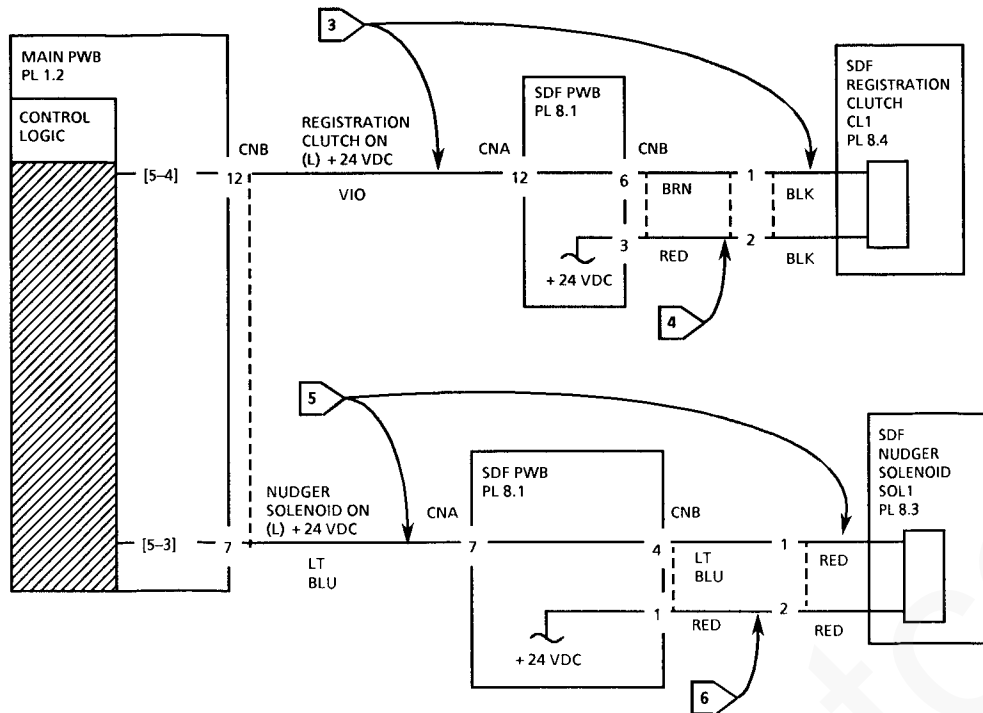 3
MAIN PWB
PL 1.2
CONTROL
LOGIC
[5–4]
CNB
12
REGISTRATION
CLUTCH ON
(L) + 24 VDC
VIO
CNA
12
SDF PWB
PL 8.1
6
CNB
3
+ 24 VDC
BRN
RED
1
2
BLK
BLK
SDF
REGISTRATION
CLUTCH
CL1
PL 8.4
4
5
[5–3]
7
NUDGER
SOLENOID ON
(L) + 24 VDC
LT
BLU
CNA
7
SDF PWB
PL 8.1
4
CNB
1
+ 24 VDC
LT
BLU
RED
1
2
RED
RED
SDF
NUDGER
SOLENOID
SOL1
PL 8.3
6